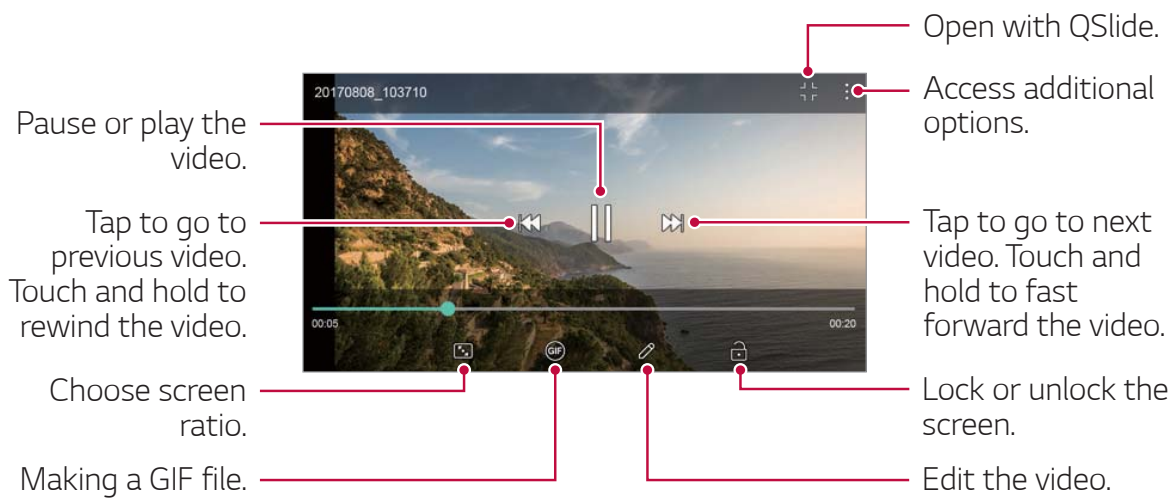 Open with QSlide.
Access additional
options.
20170808_103710
Pause or play the
video.
Tap to go to
previous video.
Touch and hold to
rewind the video.
Tap to go to next
video. Touch and
hold to fast
forward the video.
00:05
00:20
GIF
Choose screen
ratio.
Lock or unlock the
screen.
Making a GIF file.
Edit the video.